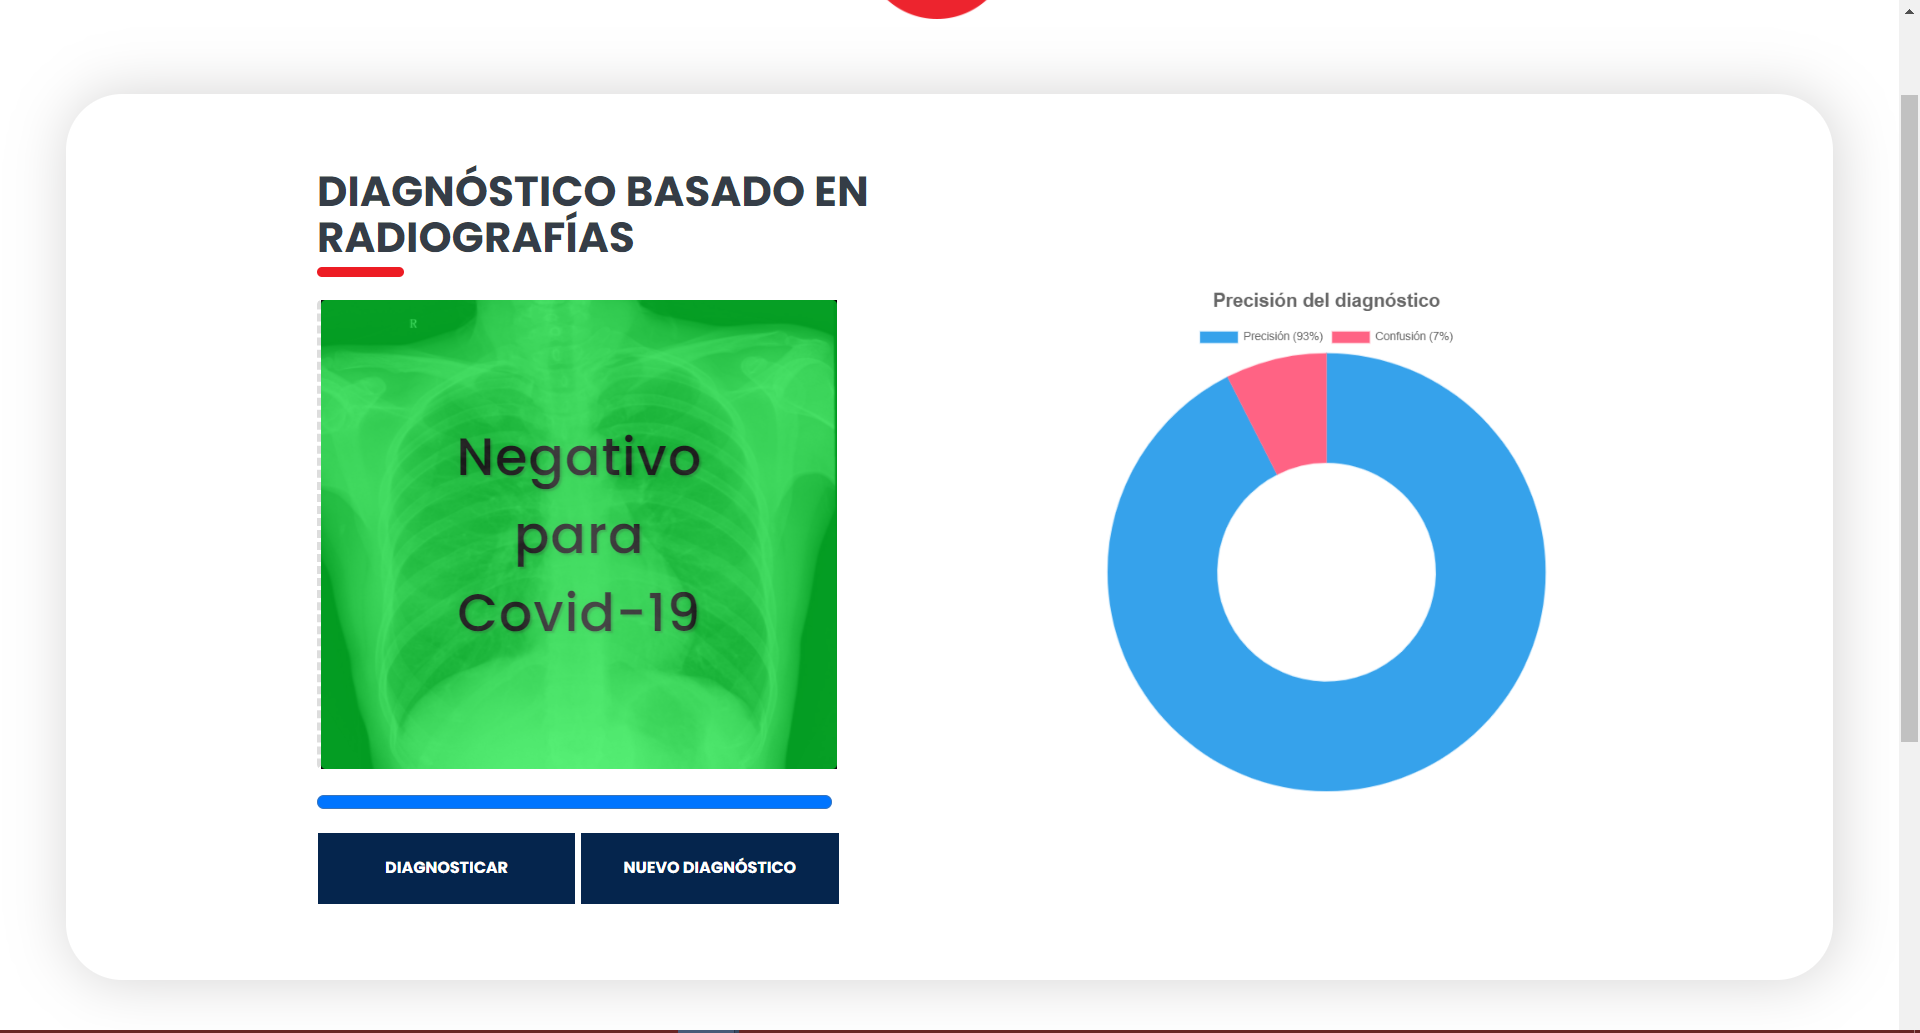 DIAGNÓSTICO BASADO EN
RADIOGRAFÍAS
R
Negativo
para
Covid-19
DIAGNOSTICAR
NUEVO DIAGNÓSTICO
Precisión del diagnóstico
Precisión (93%)
Confusión (7%)